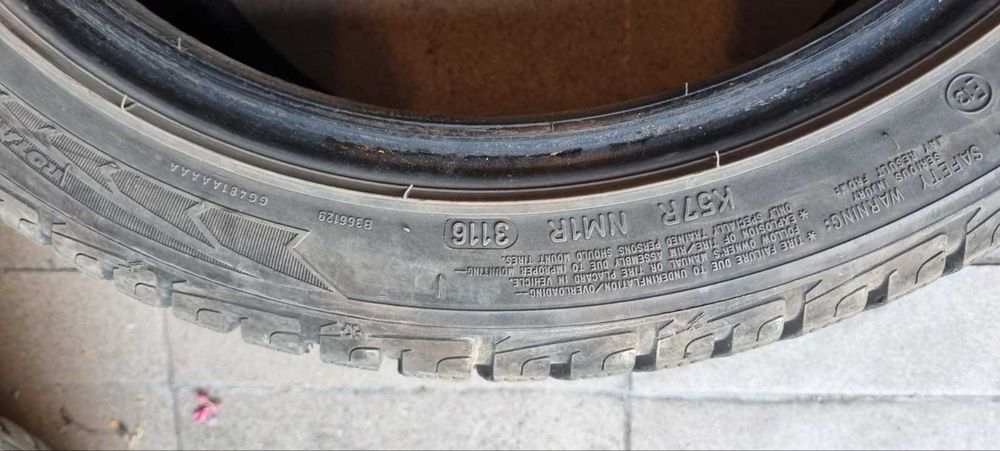 GG481AAAAA
B366129
3116
NM1R
K57R
SAFETY WARNING:
SERIOUS INJURY
MAY RESULT FROM
* TIRE FAILURE DUE TO UNDERINFLATION/OVERLOADING--
FOLLOW OWNER'S MANUAL OR TIRE PLACARD IN VEHICLE.
* EXPLOSION OF TIRE/RIM ASSEMBLY DUE TO IMPROPER MOUNTING--
ONLY SPECIALLY TRAINED PERSONS SHOULD MOUNT TIRES.
E13